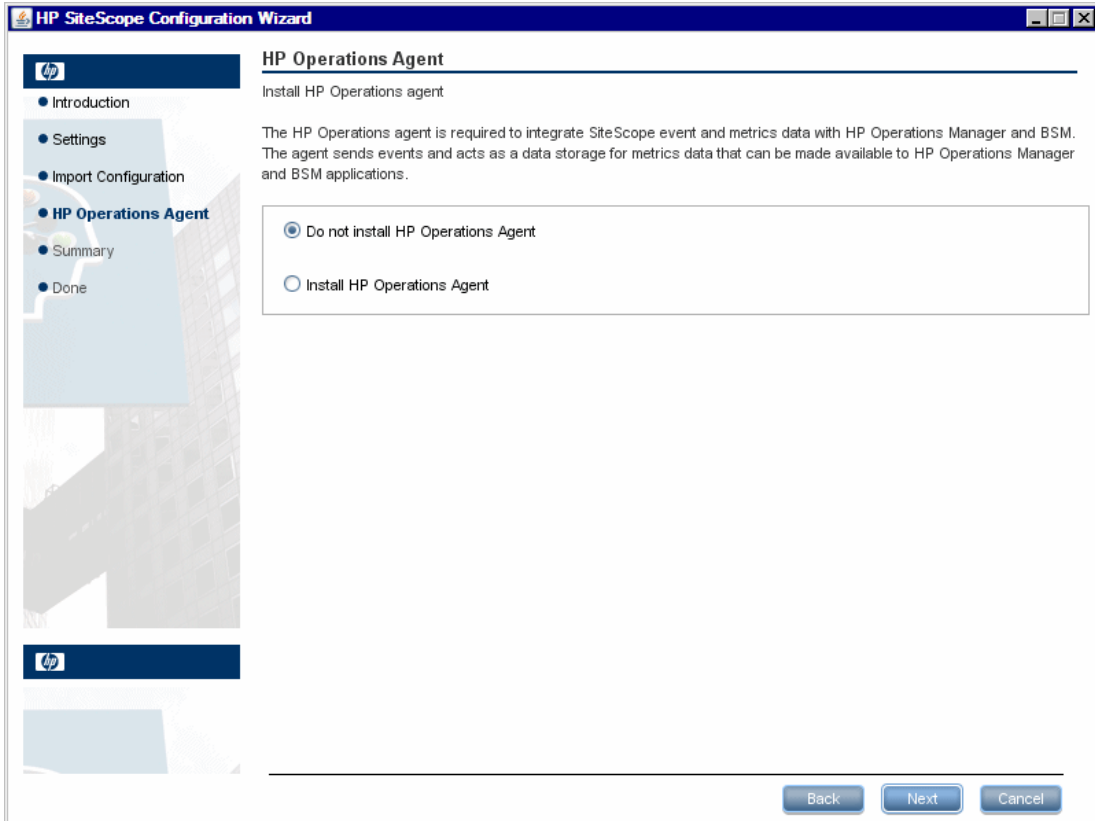 HP SiteScope Configuration Wizard
hp
Introduction
Settings
Import Configuration
HP Operations Agent
Summary
Done
hp
HP Operations Agent
Install HP Operations agent
The HP Operations agent is required to integrate SiteScope event and metrics data with HP Operations Manager and BSM.
The agent sends events and acts as a data storage for metrics data that can be made available to HP Operations Manager
and BSM applications.
Do not install HP Operations Agent
Install HP Operations Agent
Back
Next
Cancel